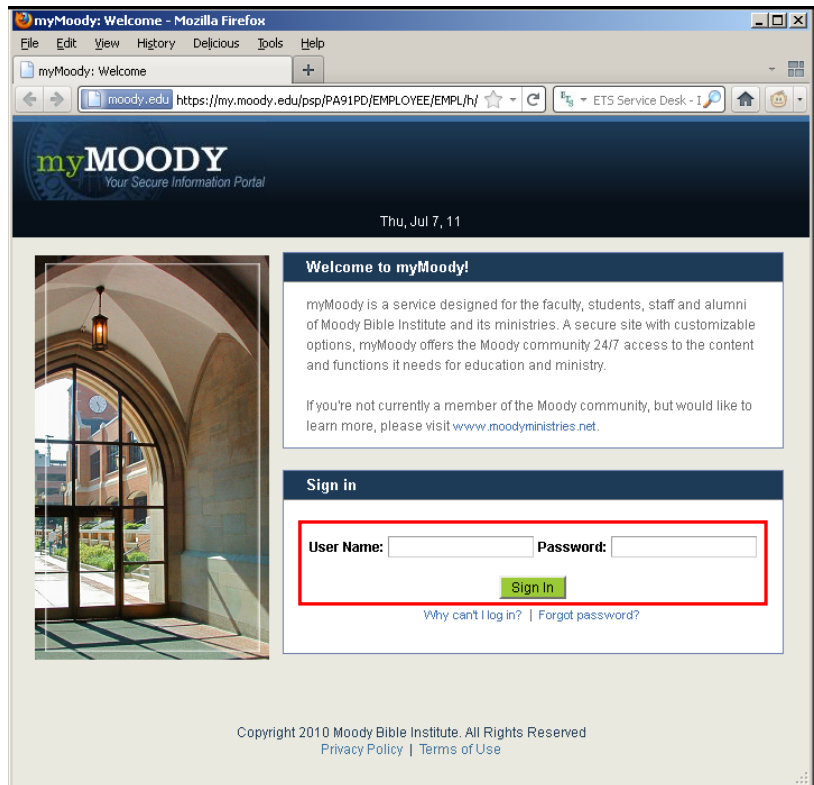 myMoody: Welcome - Mozilla Firefox
File Edit View History Delicious Tools Help
myMoody: Welcome
moody.edu https://my.moody.edu/psp/PA91PD/EMPLOYEE/EMPL/h/ ETS Service Desk - I
myMOODY
Your Secure Information Portal
Thu, Jul 7, 11
Welcome to myMoody!
myMoody is a service designed for the faculty, students, staff and alumni
of Moody Bible Institute and its ministries. A secure site with customizable
options, myMoody offers the Moody community 24/7 access to the content
and functions it needs for education and ministry.
If you're not currently a member of the Moody community, but would like to
learn more, please visit www.moodyministries.net.
Sign in
User Name: Password:
Sign In
Why can't I log in? | Forgot password?
Copyright 2010 Moody Bible Institute. All Rights Reserved
Privacy Policy | Terms of Use